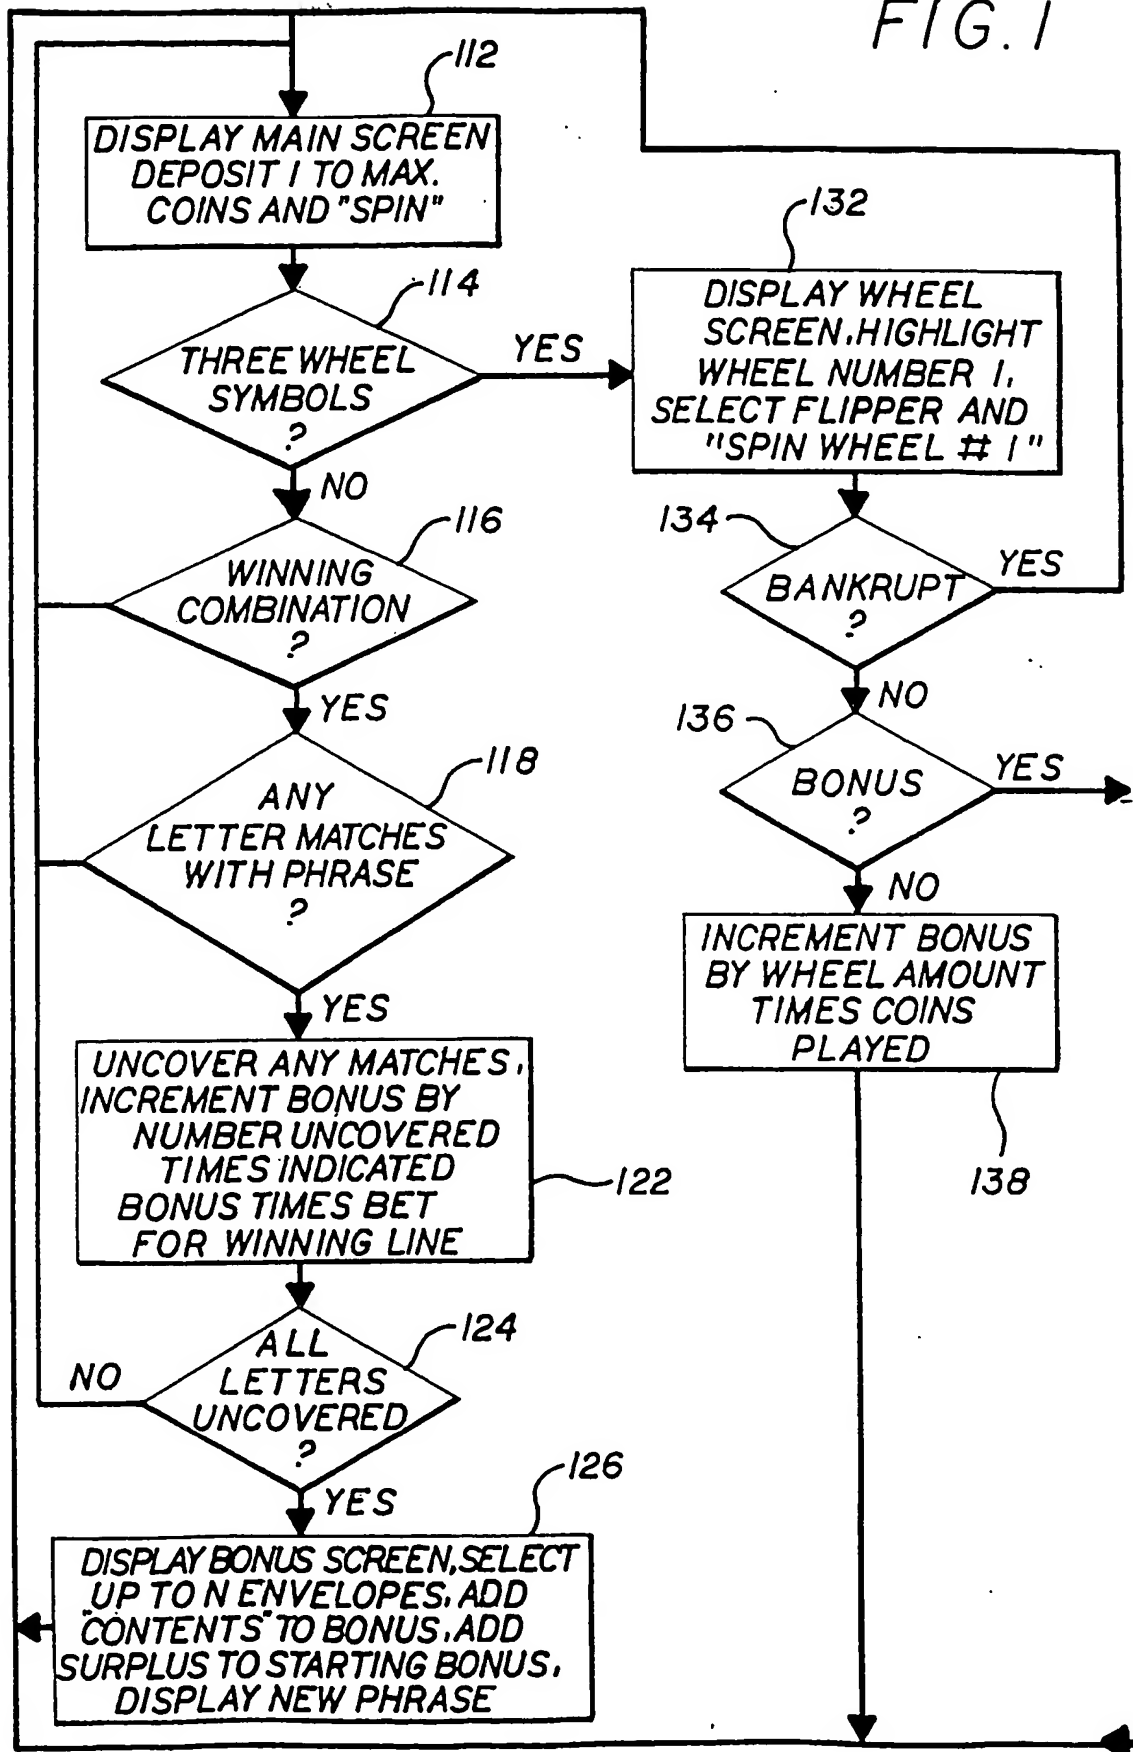 FIG. 1
112
DISPLAY MAIN SCREEN
DEPOSIT 1 TO MAX.
COINS AND "SPIN"
114
THREE WHEEL
SYMBOLS
?
YES
NO
116
WINNING
COMBINATION
?
YES
118
ANY
LETTER MATCHES
WITH PHRASE
?
YES
UNCOVER ANY MATCHES,
INCREMENT BONUS BY
NUMBER UNCOVERED
TIMES INDICATED
BONUS TIMES BET
FOR WINNING LINE
122
124
ALL
LETTERS
UNCOVERED
?
NO
YES
126
DISPLAY BONUS SCREEN, SELECT
UP TO N ENVELOPES, ADD
"CONTENTS" TO BONUS, ADD
SURPLUS TO STARTING BONUS,
DISPLAY NEW PHRASE
132
DISPLAY WHEEL
SCREEN, HIGHLIGHT
WHEEL NUMBER 1,
SELECT FLIPPER AND
"SPIN WHEEL # 1"
134
BANKRUPT
?
YES
NO
136
BONUS
?
YES
NO
INCREMENT BONUS
BY WHEEL AMOUNT
TIMES COINS
PLAYED
138